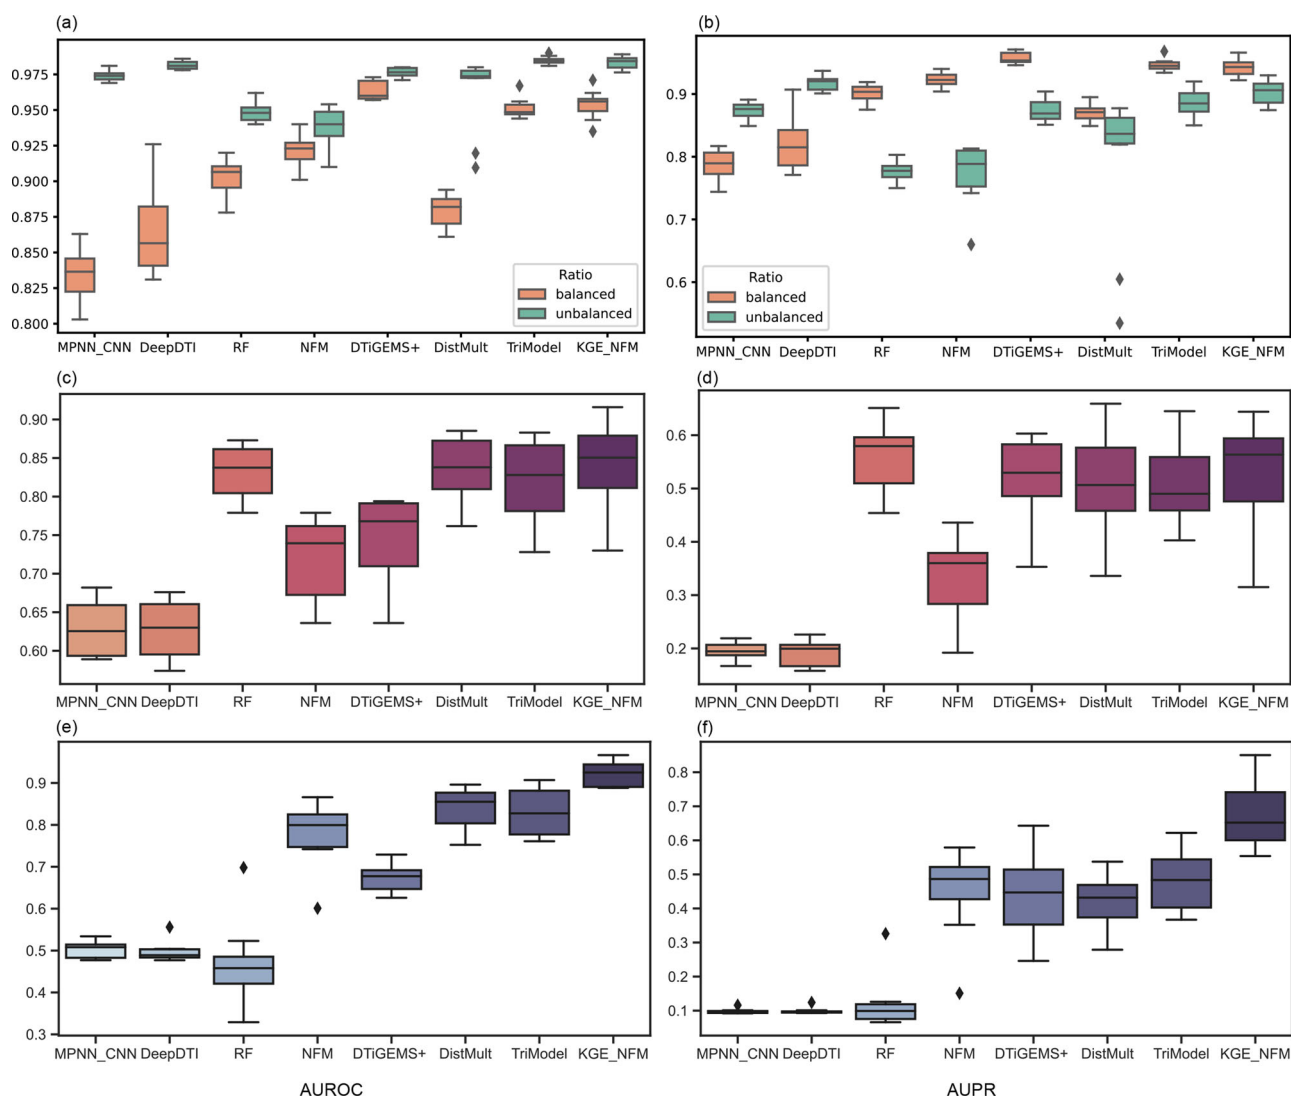 (a)
0.975
0.950
0.925
0.900
0.875
0.850
0.825
0.800
Ratio
balanced
unbalanced
MPNN_CNN DeepDTI RF NFM DTiGEMS+ DistMult TriModel KGE_NFM
(b)
0.9
0.8
0.7
0.6
Ratio
balanced
unbalanced
MPNN_CNN DeepDTI RF NFM DTiGEMS+ DistMult TriModel KGE_NFM
(c)
0.90
0.85
0.80
0.75
0.70
0.65
0.60
MPNN_CNN DeepDTI RF NFM DTiGEMS+ DistMult TriModel KGE_NFM
(d)
0.6
0.5
0.4
0.3
0.2
MPNN_CNN DeepDTI RF NFM DTiGEMS+ DistMult TriModel KGE_NFM
(e)
0.9
0.8
0.7
0.6
0.5
0.4
0.3
MPNN_CNN DeepDTI RF NFM DTiGEMS+ DistMult TriModel KGE_NFM
AUROC
(f)
0.8
0.7
0.6
0.5
0.4
0.3
0.2
0.1
MPNN_CNN DeepDTI RF NFM DTiGEMS+ DistMult TriModel KGE_NFM
AUPR